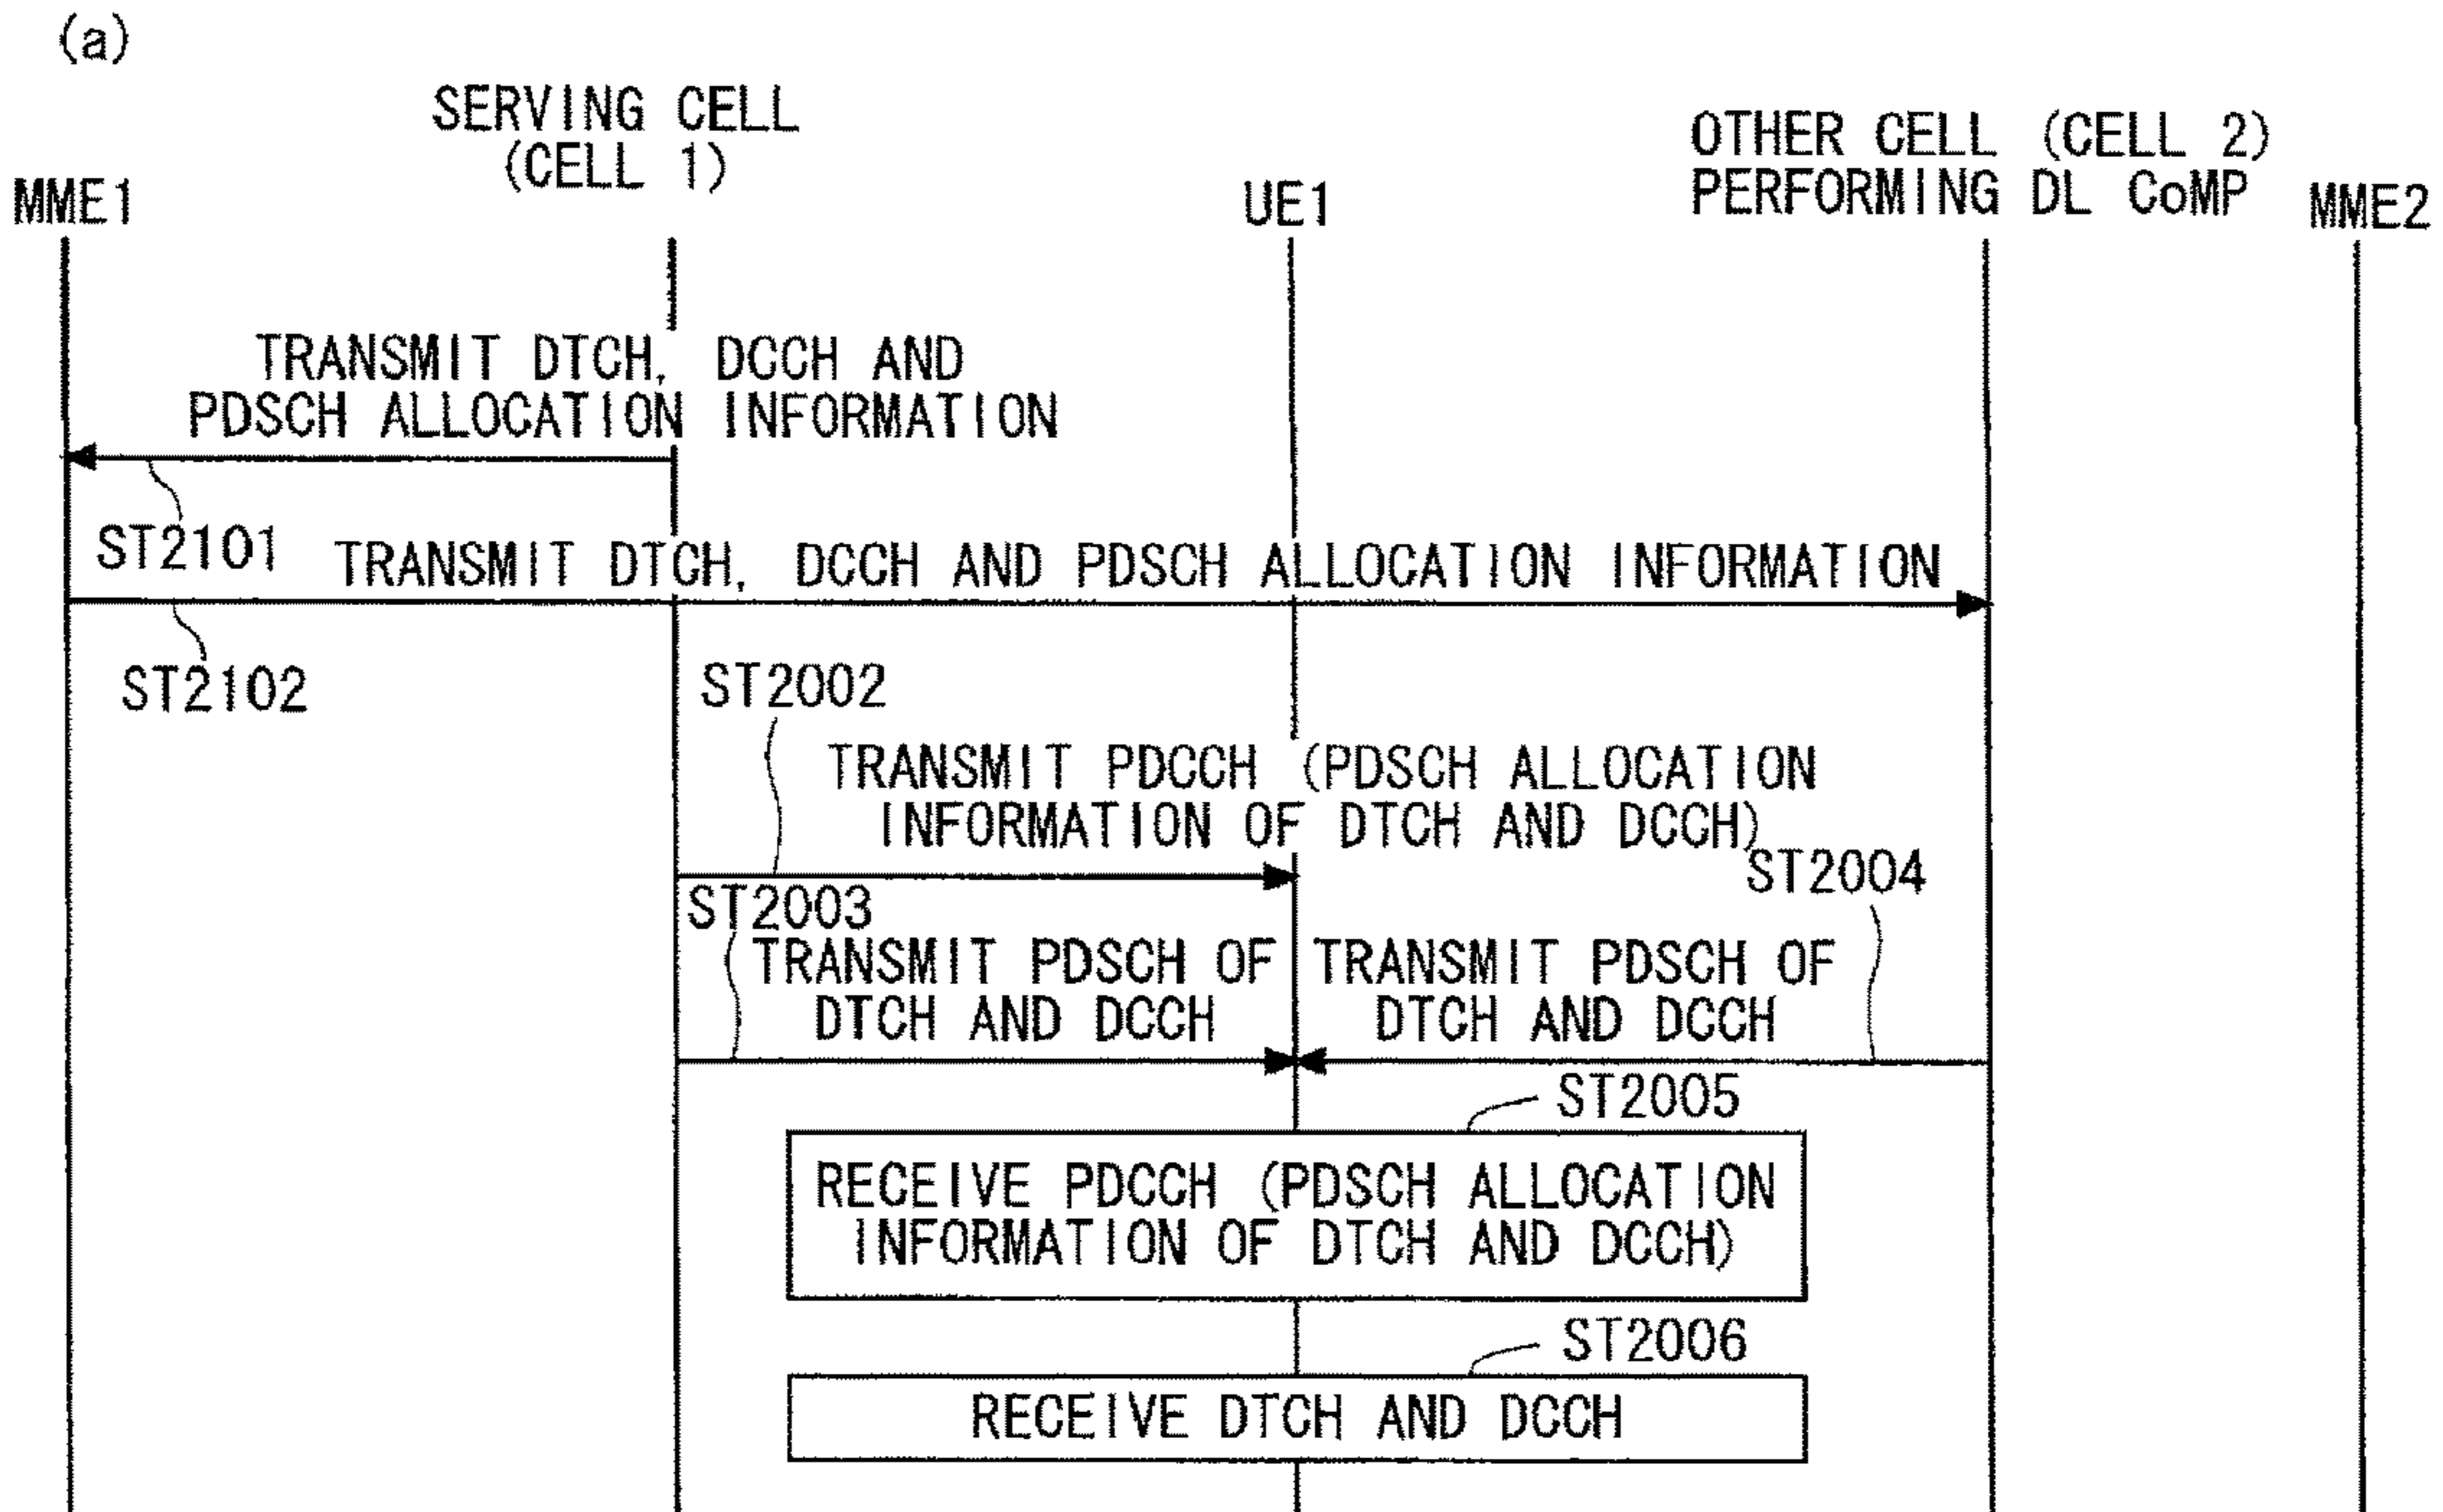 (a)
SERVING CELL
(CELL 1)
OTHER CELL (CELL 2)
PERFORMING DL CoMP
MME1
UE1
MME2
TRANSMIT DTCH, DCCH AND
PDSCH ALLOCATION INFORMATION
ST2101
TRANSMIT DTCH, DCCH AND PDSCH ALLOCATION INFORMATION
ST2102
ST2002
TRANSMIT PDCCH (PDSCH ALLOCATION
INFORMATION OF DTCH AND DCCH)
ST2004
ST2003
TRANSMIT PDSCH OF
DTCH AND DCCH
TRANSMIT PDSCH OF
DTCH AND DCCH
ST2005
RECEIVE PDCCH (PDSCH ALLOCATION
INFORMATION OF DTCH AND DCCH)
ST2006
RECEIVE DTCH AND DCCH